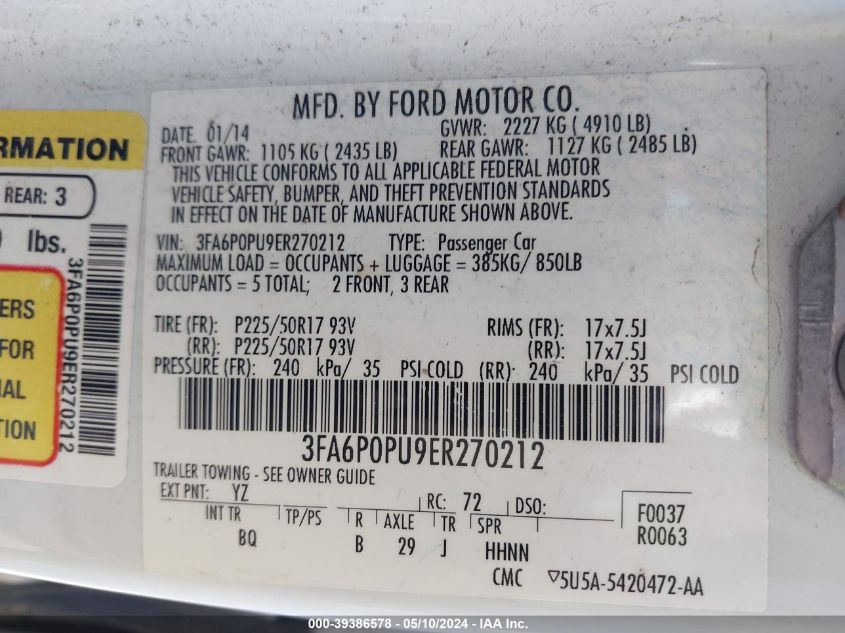 MFD. BY FORD MOTOR CO.
DATE: 01/14
GVWR: 2227 KG ( 4910 LB)
FRONT GAWR: 1105 KG ( 2435 LB)
REAR GAWR: 1127 KG ( 2485 LB)
THIS VEHICLE CONFORMS TO ALL APPLICABLE FEDERAL MOTOR
VEHICLE SAFETY, BUMPER, AND THEFT PREVENTION STANDARDS
IN EFFECT ON THE DATE OF MANUFACTURE SHOWN ABOVE.
VIN: 3FA6P0PU9ER270212 TYPE: Passenger Car
MAXIMUM LOAD = OCCUPANTS + LUGGAGE = 385KG/ 850LB
OCCUPANTS = 5 TOTAL; 2 FRONT, 3 REAR
TIRE (FR): P225/50R17 93V RIMS (FR): 17x7.5J
(RR): P225/50R17 93V (RR): 17x7.5J
PRESSURE (FR): 240 kPa/ 35 PSI COLD (RR): 240 kPa/ 35 PSI COLD
3FA6P0PU9ER270212
TRAILER TOWING - SEE OWNER GUIDE
EXT PNT: YZ RC: 72 DSO:
INT TR TP/PS R AXLE TR SPR
BQ B 29 J HHNN
F0037
R0063
CMC ▽5U5A-5420472-AA
RMATION
REAR: 3
lbs.
3FA6P0PU9ER270212
ERS
FOR
AL
TION
000-39386578 - 05/10/2024 - IAA Inc.